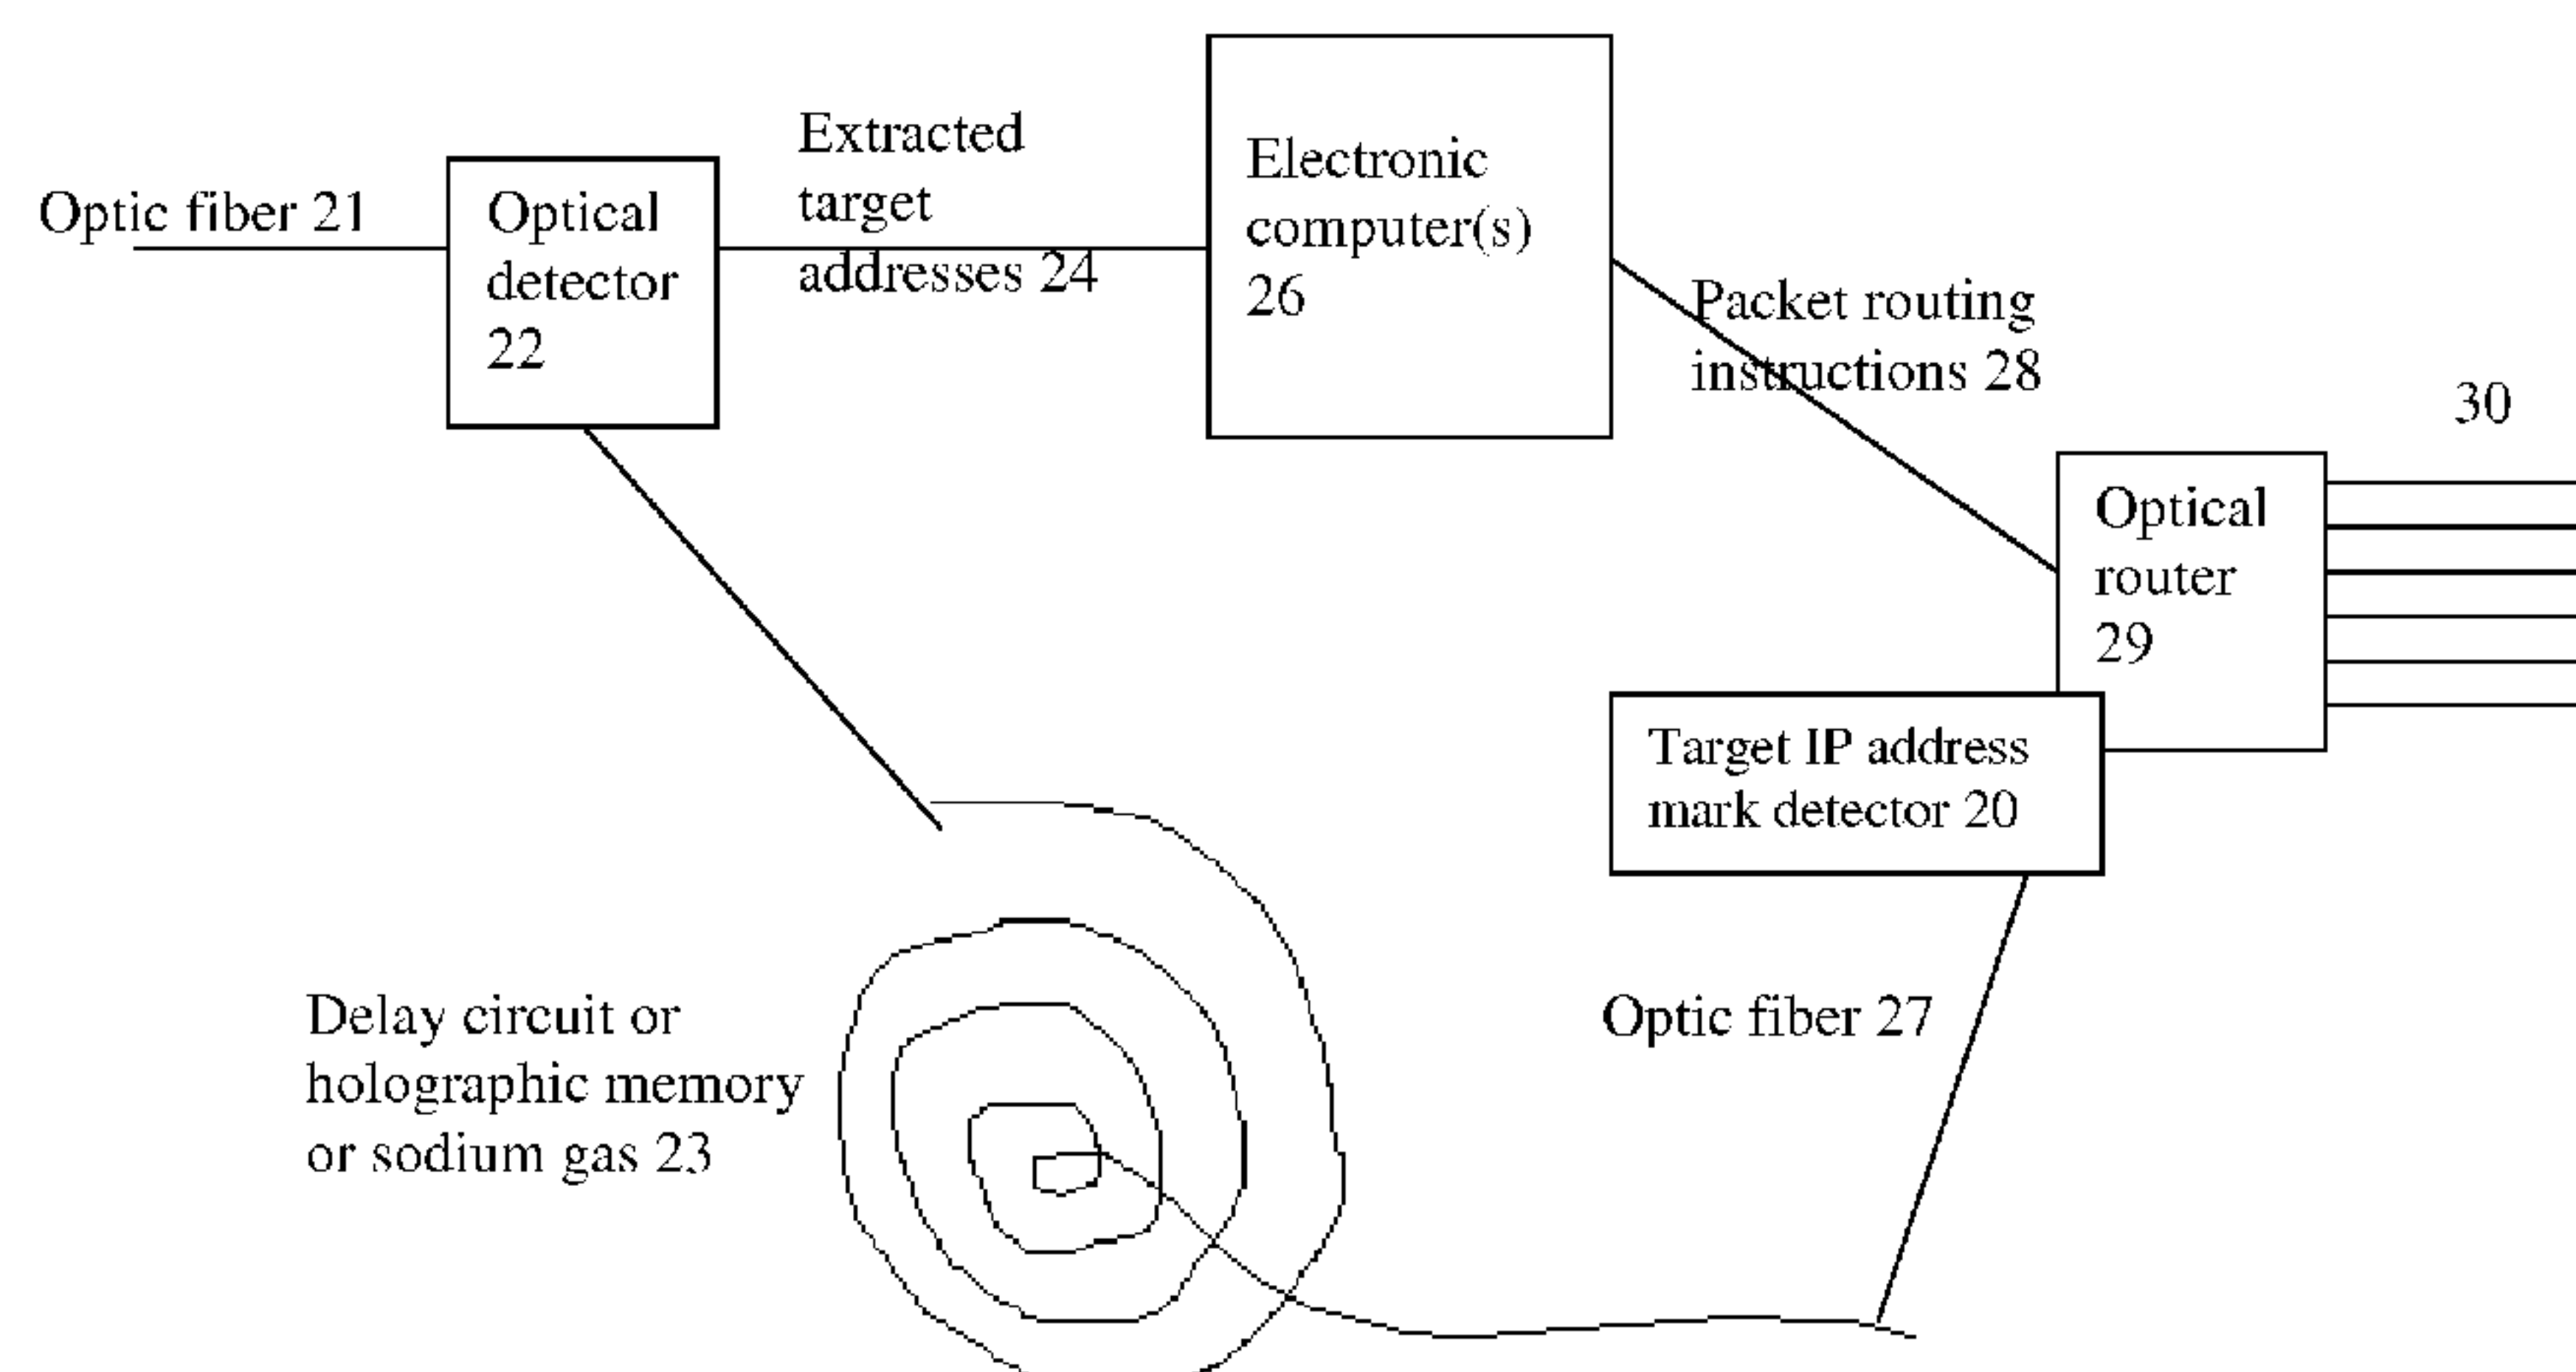 Optic fiber 21
Optical
detector
22
Extracted
target
addresses 24
Electronic
computer(s)
26
Packet routing
instructions 28
30
Optical
router
29
Target IP address
mark detector 20
Optic fiber 27
Delay circuit or
holographic memory
or sodium gas 23